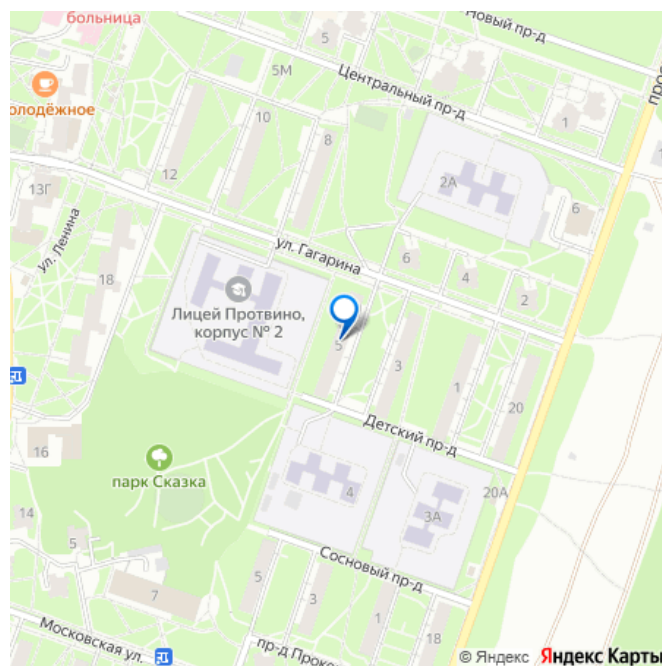 больница
Новый пр-д
5
5М
Центральный пр-д
олодёжное
10
8
1
12
2А
13Г
6
ул. Ленина
ул. Гагарина
6
4
2
18
Лицей Протвино,
корпус № 2
5
3
1
20
Детский пр-д
16
парк Сказка
4
20А
3А
14
5
Сосновый пр-д
7
5
3
1
18
Московская ул.
пр-д Проко
© Яндекс Яндекс Карты